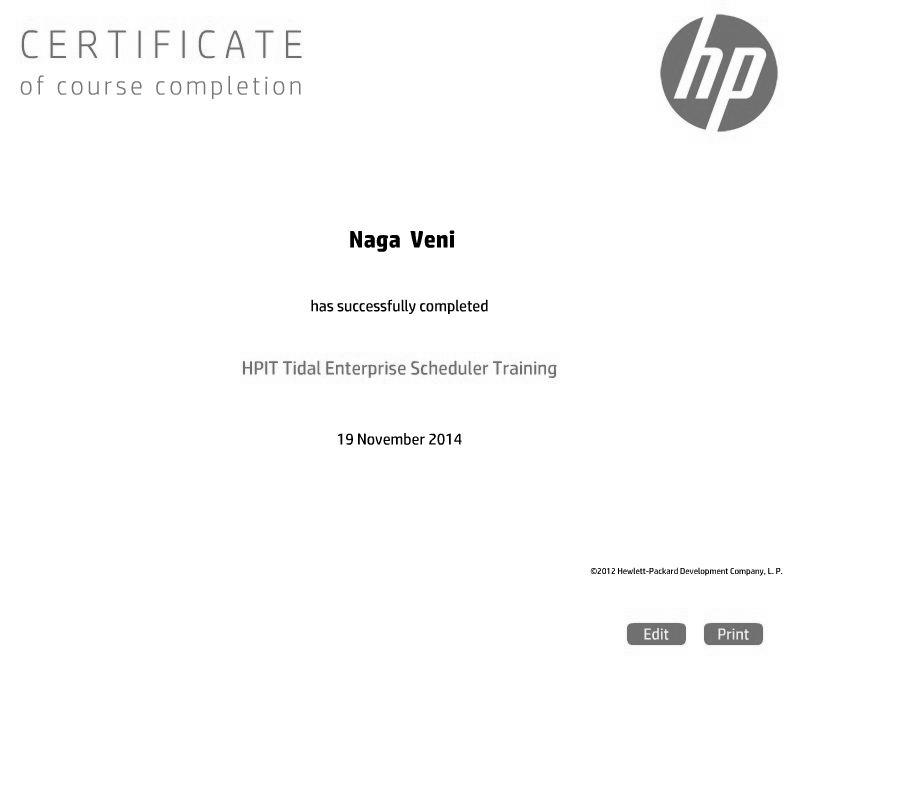 CERTIFICATE
of course completion
hp
Naga Veni
has successfully completed
HPIT Tidal Enterprise Scheduler Training
19 November 2014
©2012 Hewlett-Packard Development Company, L. P.
Edit Print